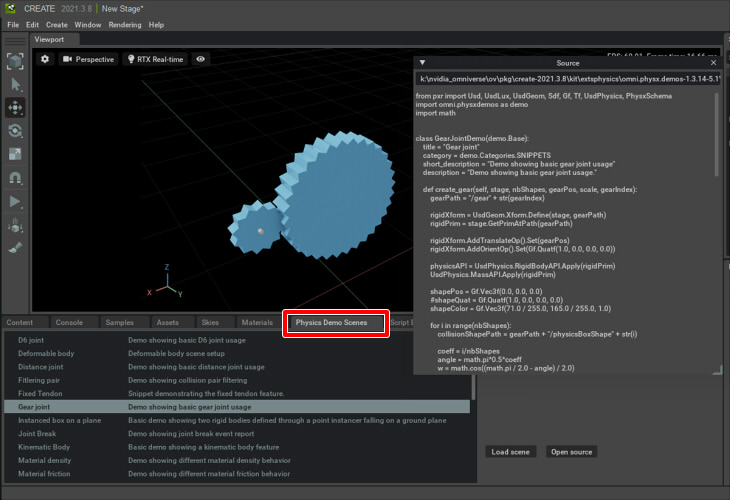 CREATE 2021.3.8 | New Stage*
File Edit Create Window Rendering Help
Viewport
Perspective RTX Real-time
Source
k:\nvidia_omniverse\ov\pkg\create-2021.3.8\kit\extsphysics\omni.physx.demos-1.3.14-5.1
from pxr import Usd, UsdLux, UsdGeom, Sdf, Gf, Tf, UsdPhysics, PhysxSchema
import omni.physxdemos as demo
import math
class GearJointDemo(demo.Base):
title = "Gear joint"
category = demo.Categories.SNIPPETS
short_description = "Demo showing basic gear joint usage"
description = "Demo showing basic gear joint usage."
def create_gear(self, stage, nbShapes, gearPos, scale, gearIndex):
gearPath = "/gear" + str(gearIndex)
rigidXform = UsdGeom.Xform.Define(stage, gearPath)
rigidPrim = stage.GetPrimAtPath(gearPath)
rigidXform.AddTranslateOp().Set(gearPos)
rigidXform.AddOrientOp().Set(Gf.Quatf(1.0, 0.0, 0.0, 0.0))
physicsAPI = UsdPhysics.RigidBodyAPI.Apply(rigidPrim)
UsdPhysics.MassAPI.Apply(rigidPrim)
shapePos = Gf.Vec3f(0.0, 0.0, 0.0)
#shapeQuat = Gf.Quatf(1.0, 0.0, 0.0, 0.0)
shapeColor = Gf.Vec3f(71.0 / 255.0, 165.0 / 255.0, 1.0)
for i in range(nbShapes):
collisionShapePath = gearPath + "/physicsBoxShape" + str(i)
coeff = i/nbShapes
angle = math.pi*0.5*coeff
w = math.cos((math.pi / 2.0 - angle) / 2.0)
Z
X Y
Content Console Samples Assets Skies Materials Physics Demo Scenes Script
D6 joint Demo showing basic D6 joint usage
Deformable body Deformable body scene setup
Distance joint Demo showing basic distance joint usage
Filtering pair Demo showing collision pair filtering
Fixed Tendon Snippet demonstrating the fixed tendon feature.
Gear joint Demo showing basic gear joint usage
Instanced box on a plane Basic demo showing two rigid bodies defined through a point instancer falling on a ground plane
Joint Break Demo showing joint break event report
Kinematic Body Basic demo showing a kinematic body feature
Material density Demo showing different material density behavior
Material friction Demo showing different material friction behavior
Load scene Open source